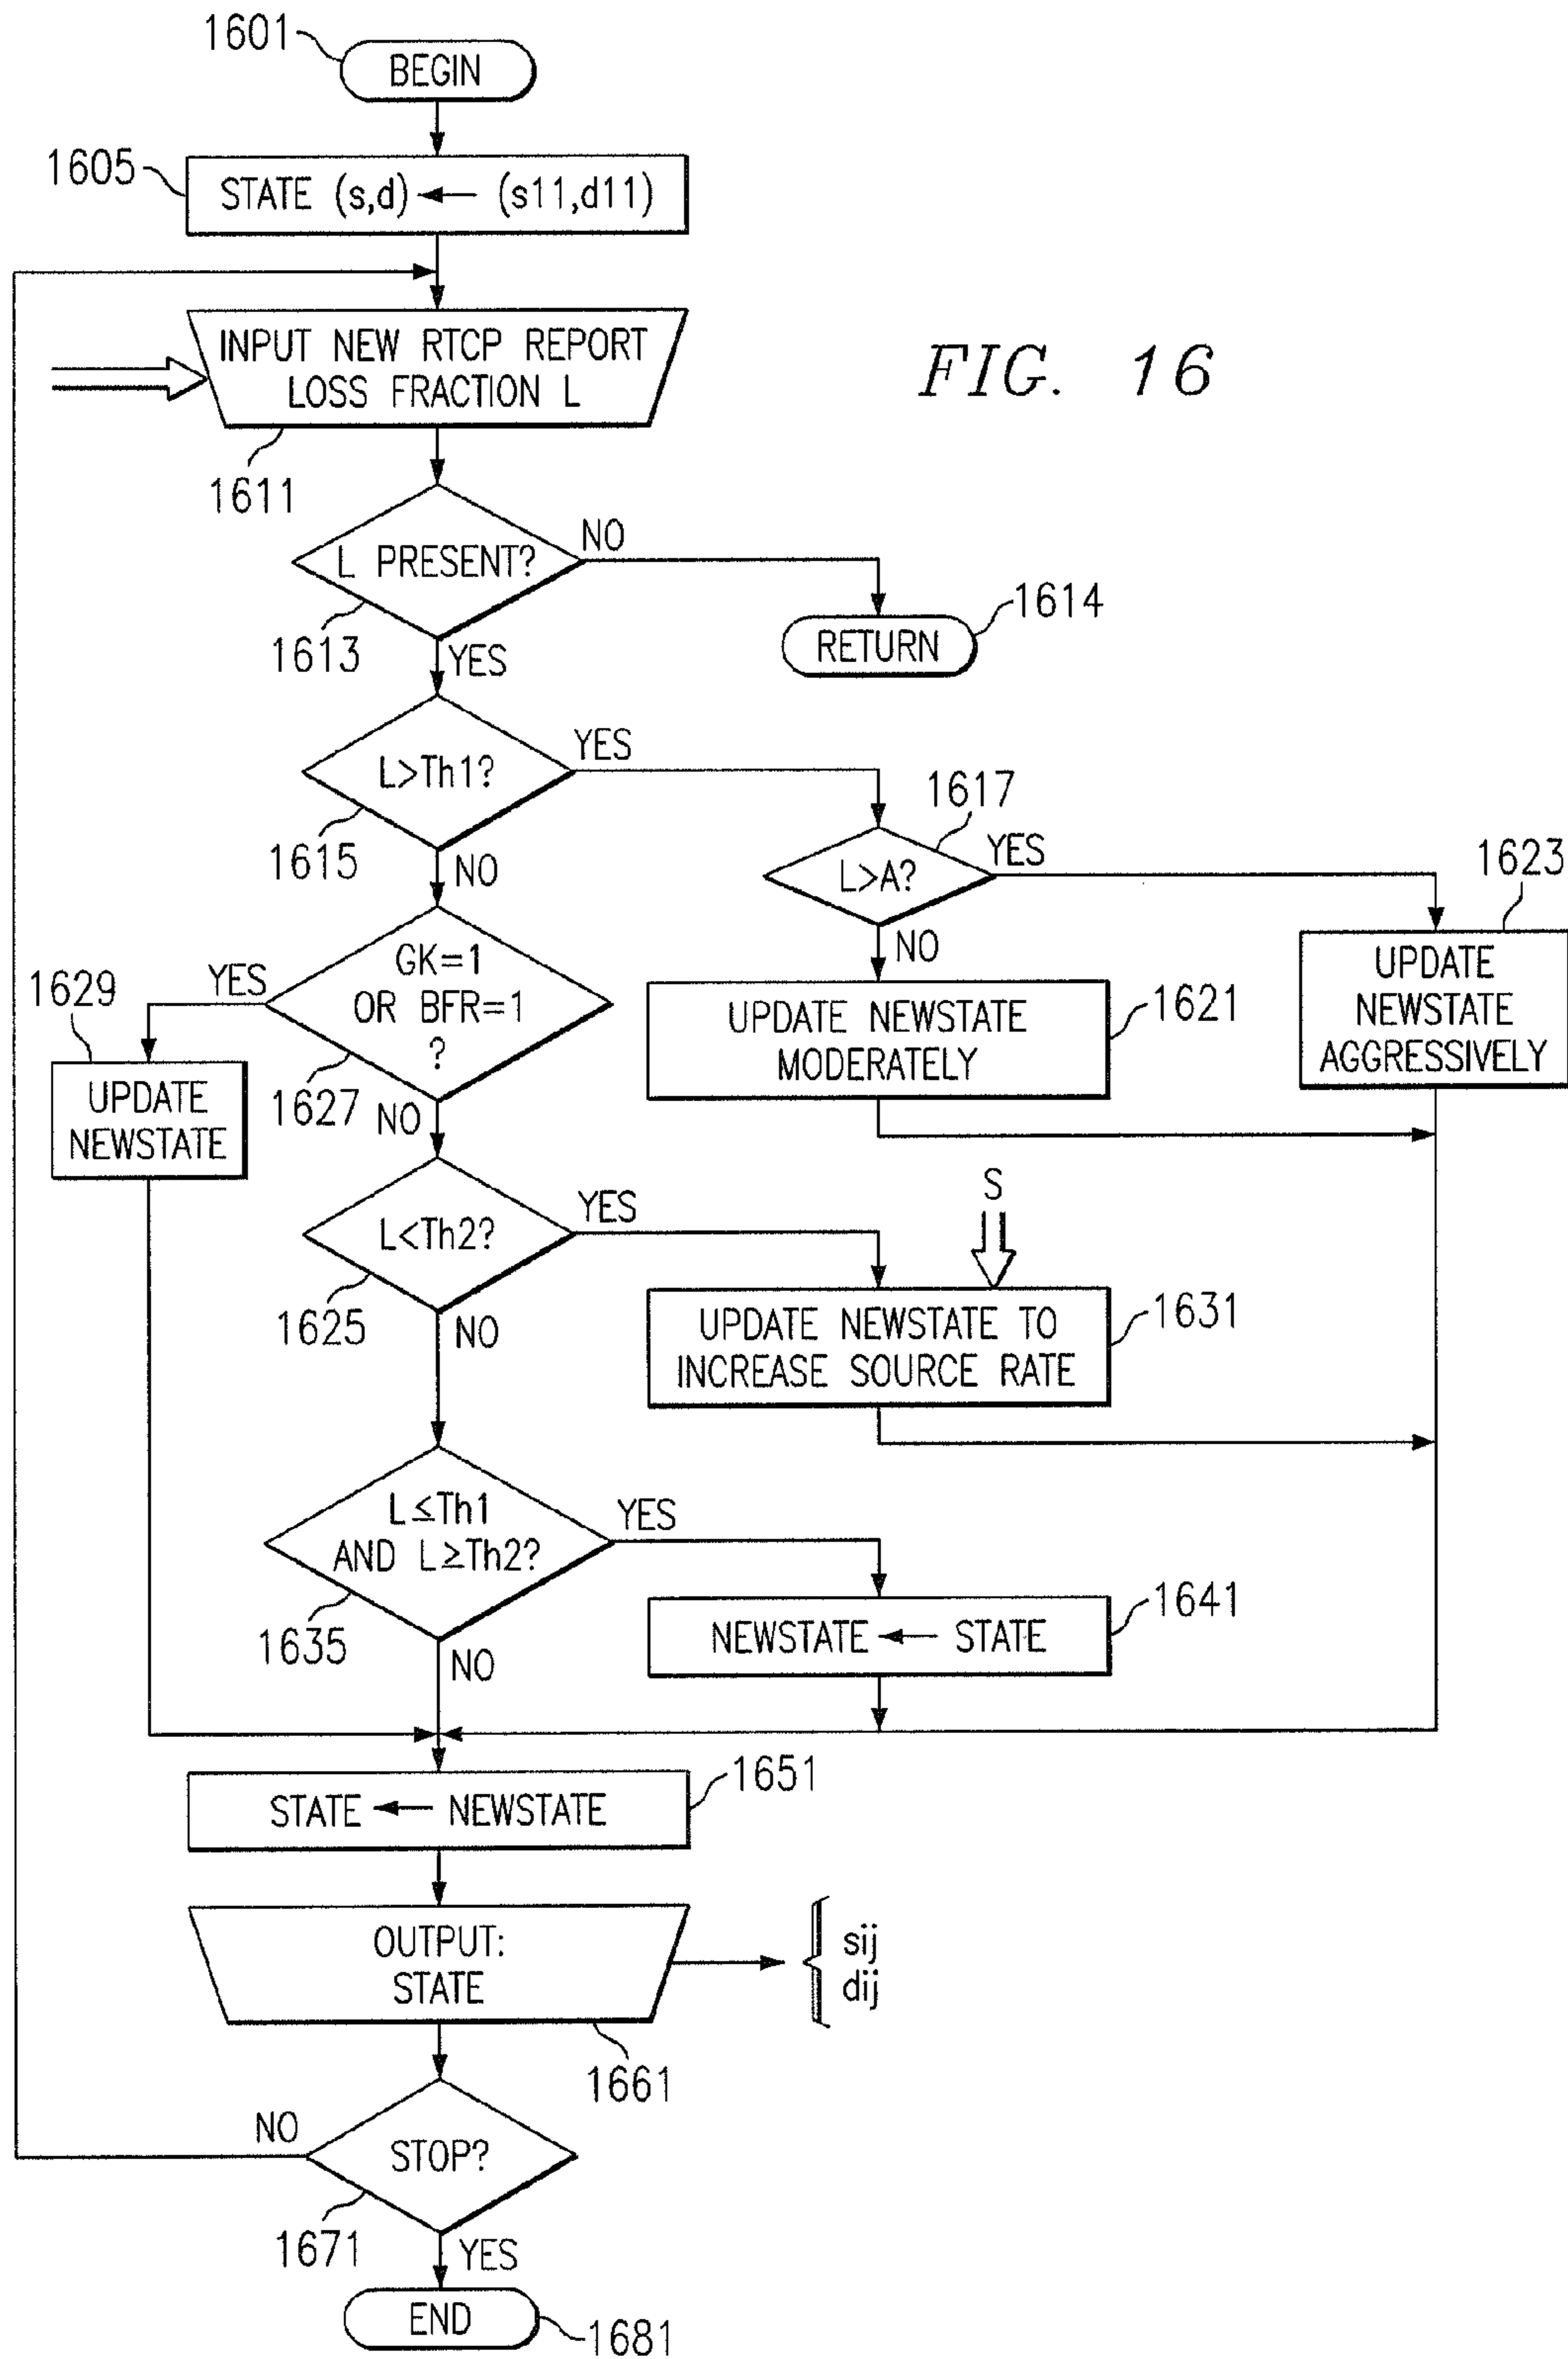 1601
BEGIN
1605
STATE (s,d) ← (s11,d11)
INPUT NEW RTCP REPORT
LOSS FRACTION L
FIG. 16
1611
L PRESENT?
NO
1613
1614
RETURN
YES
L>Th1?
YES
1615
NO
1617
L>A?
YES
NO
1623
UPDATE
NEWSTATE
AGGRESSIVELY
GK=1
OR BFR=1
?
YES
1627
NO
1629
UPDATE
NEWSTATE
UPDATE NEWSTATE
MODERATELY
1621
L<Th2?
YES
1625
NO
S
UPDATE NEWSTATE TO
INCREASE SOURCE RATE
1631
L≤Th1
AND L≥Th2?
YES
1635
NO
NEWSTATE ← STATE
1641
STATE ← NEWSTATE
1651
OUTPUT:
STATE
sij
dij
1661
STOP?
NO
1671
YES
END
1681